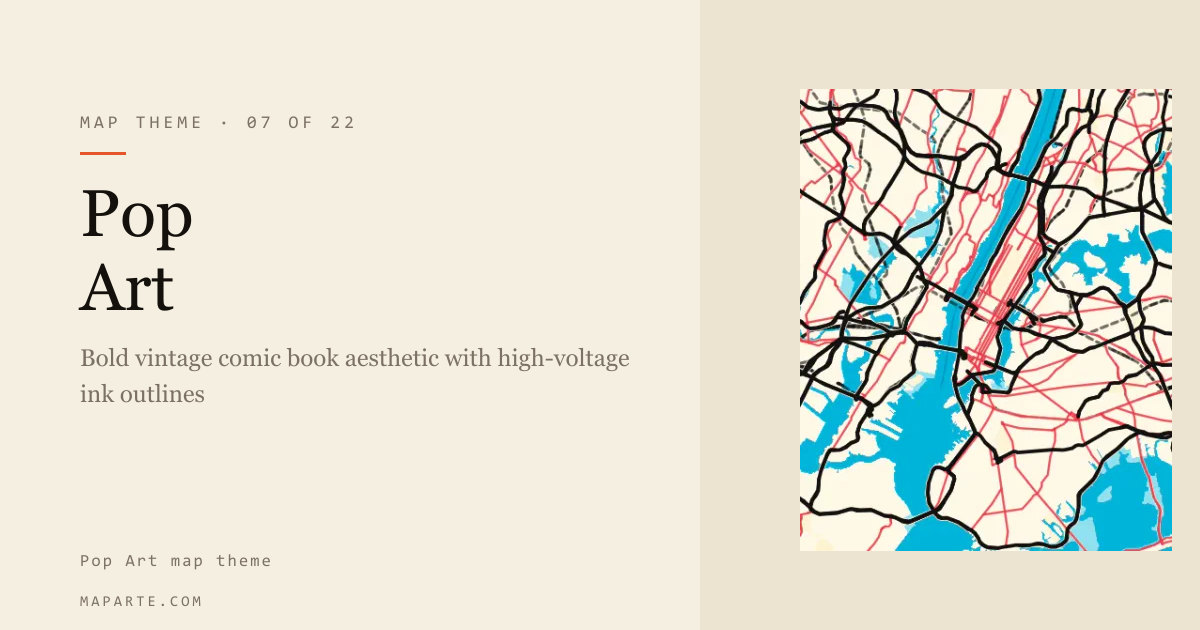 MAP THEME · 07 OF 22
Pop
Art
Bold vintage comic book aesthetic with high-voltage
ink outlines
Pop Art map theme
MAPARTE.COM